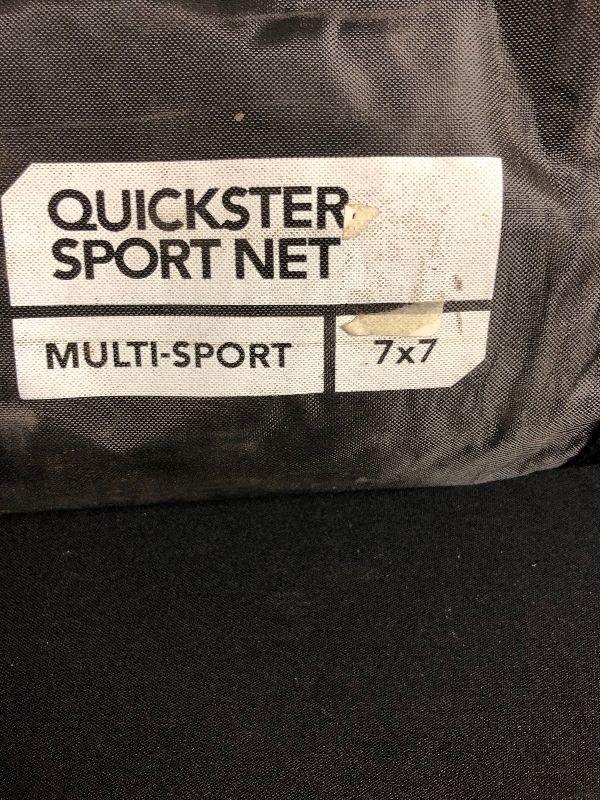 QUICKSTER
SPORT NET
MULTI-SPORT
7x7